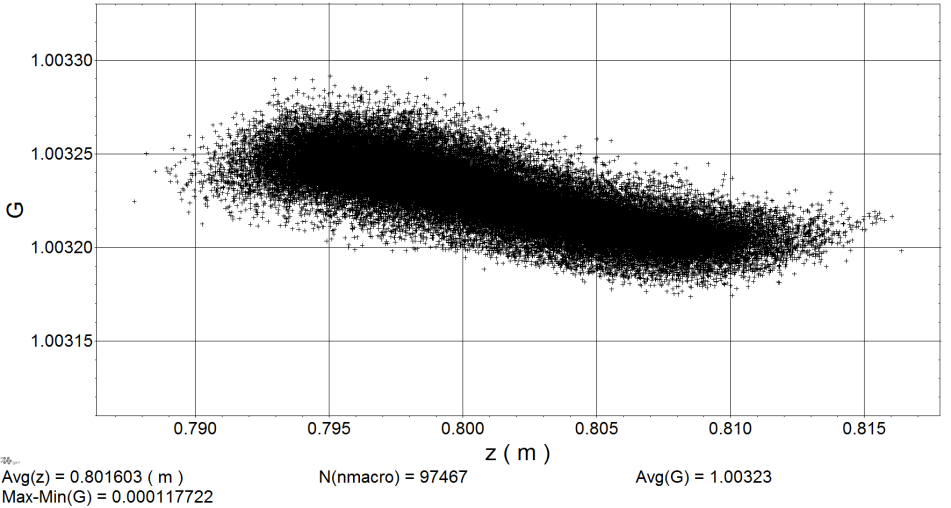 1.00330
1.00325
1.00320
1.00315
G
0.790 0.795 0.800 0.805 0.810 0.815
z ( m )
Avg(z) = 0.801603 ( m ) N(nmacro) = 97467 Avg(G) = 1.00323
Max-Min(G) = 0.000117722